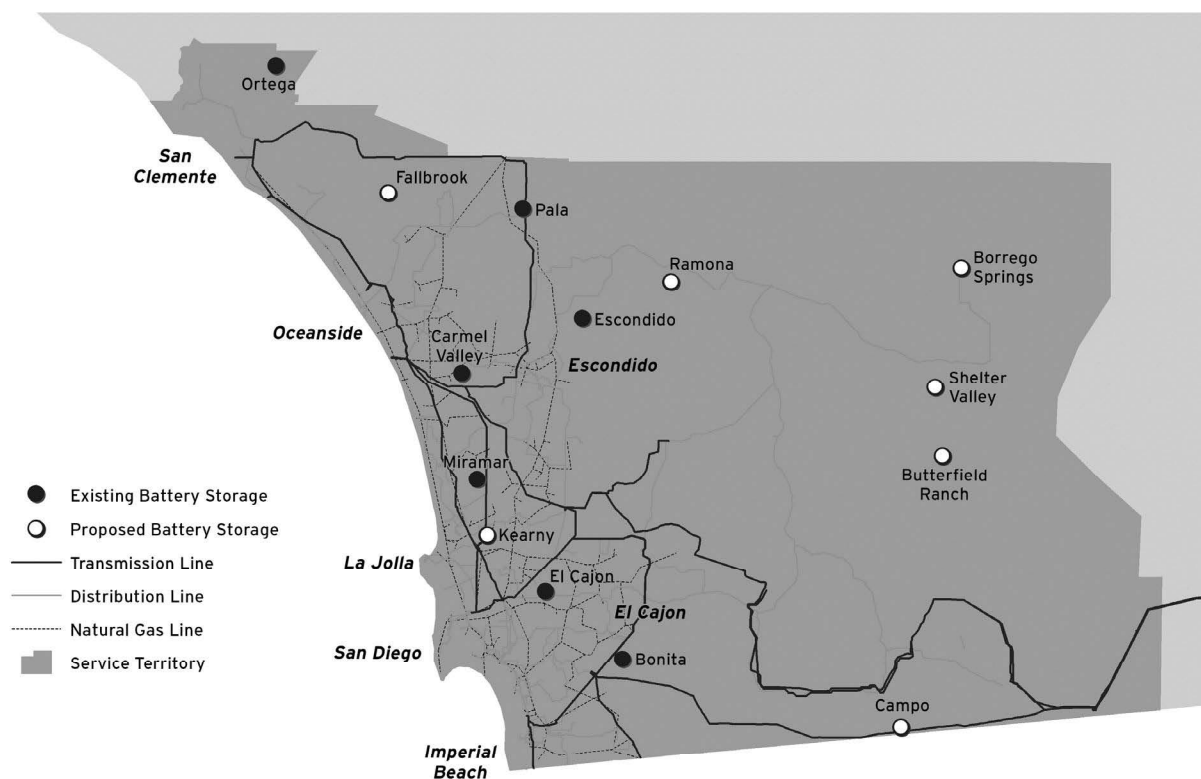 Ortega
San
Clemente
Fallbrook
Pala
Ramona
Borrego
Springs
Oceanside
Escondido
Carmel
Valley
Escondido
Shelter
Valley
Miramar
Butterfield
Ranch
Existing Battery Storage
Proposed Battery Storage
Kearny
La Jolla
Transmission Line
El Cajon
Distribution Line
El Cajon
Natural Gas Line
San Diego
Bonita
Service Territory
Campo
Imperial
Beach